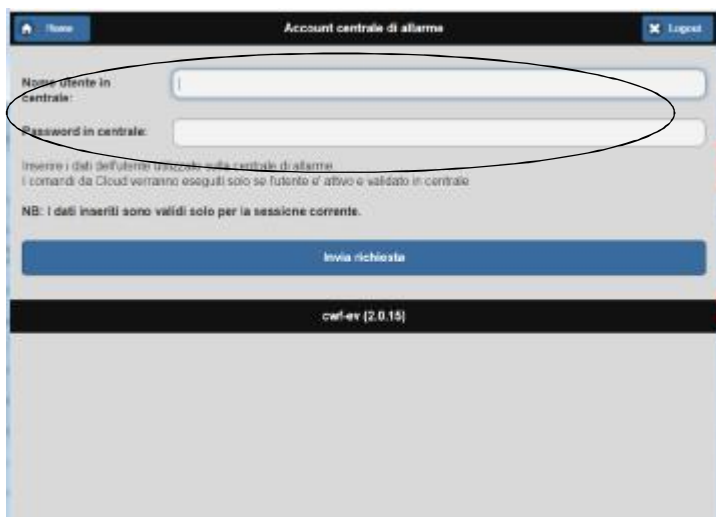 Home
Account centrale di allarme
Logout
Nome utente in
centrale:
Password in centrale:
Inserire i dati dell'utente utilizzato sulla centrale di allarme
I comandi da Cloud verranno eseguiti solo se l'utente e' attivo e validato in centrale
NB: I dati inseriti sono validi solo per la sessione corrente.
Invia richiesta
cwf-ev (2.0.15)